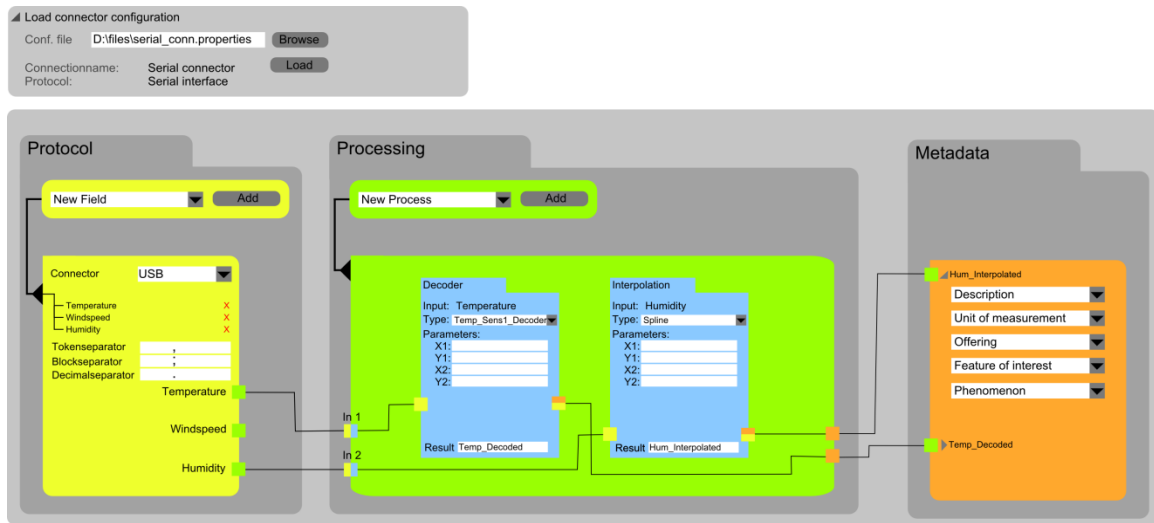 Load connector configuration
Conf. file D:\files\serial_conn.properties Browse
Connectionname: Serial connector Load
Protocol: Serial interface
Protocol
New Field Add
Connector USB
Temperature X
Windspeed X
Humidity X
Tokenseparator ,
Blockseparator ;
Decimalseparator .
Temperature
Windspeed
Humidity
Processing
New Process Add
In 1
In 2
Decoder
Input: Temperature
Type: Temp_Sens1_Decoder
Parameters:
X1:
Y1:
X2:
Y2:
Result Temp_Decoded
Interpolation
Input: Humidity
Type: Spline
Parameters:
X1:
Y1:
X2:
Y2:
Result Hum_Interpolated
Metadata
Hum_Interpolated
Description
Unit of measurement
Offering
Feature of interest
Phenomenon
Temp_Decoded